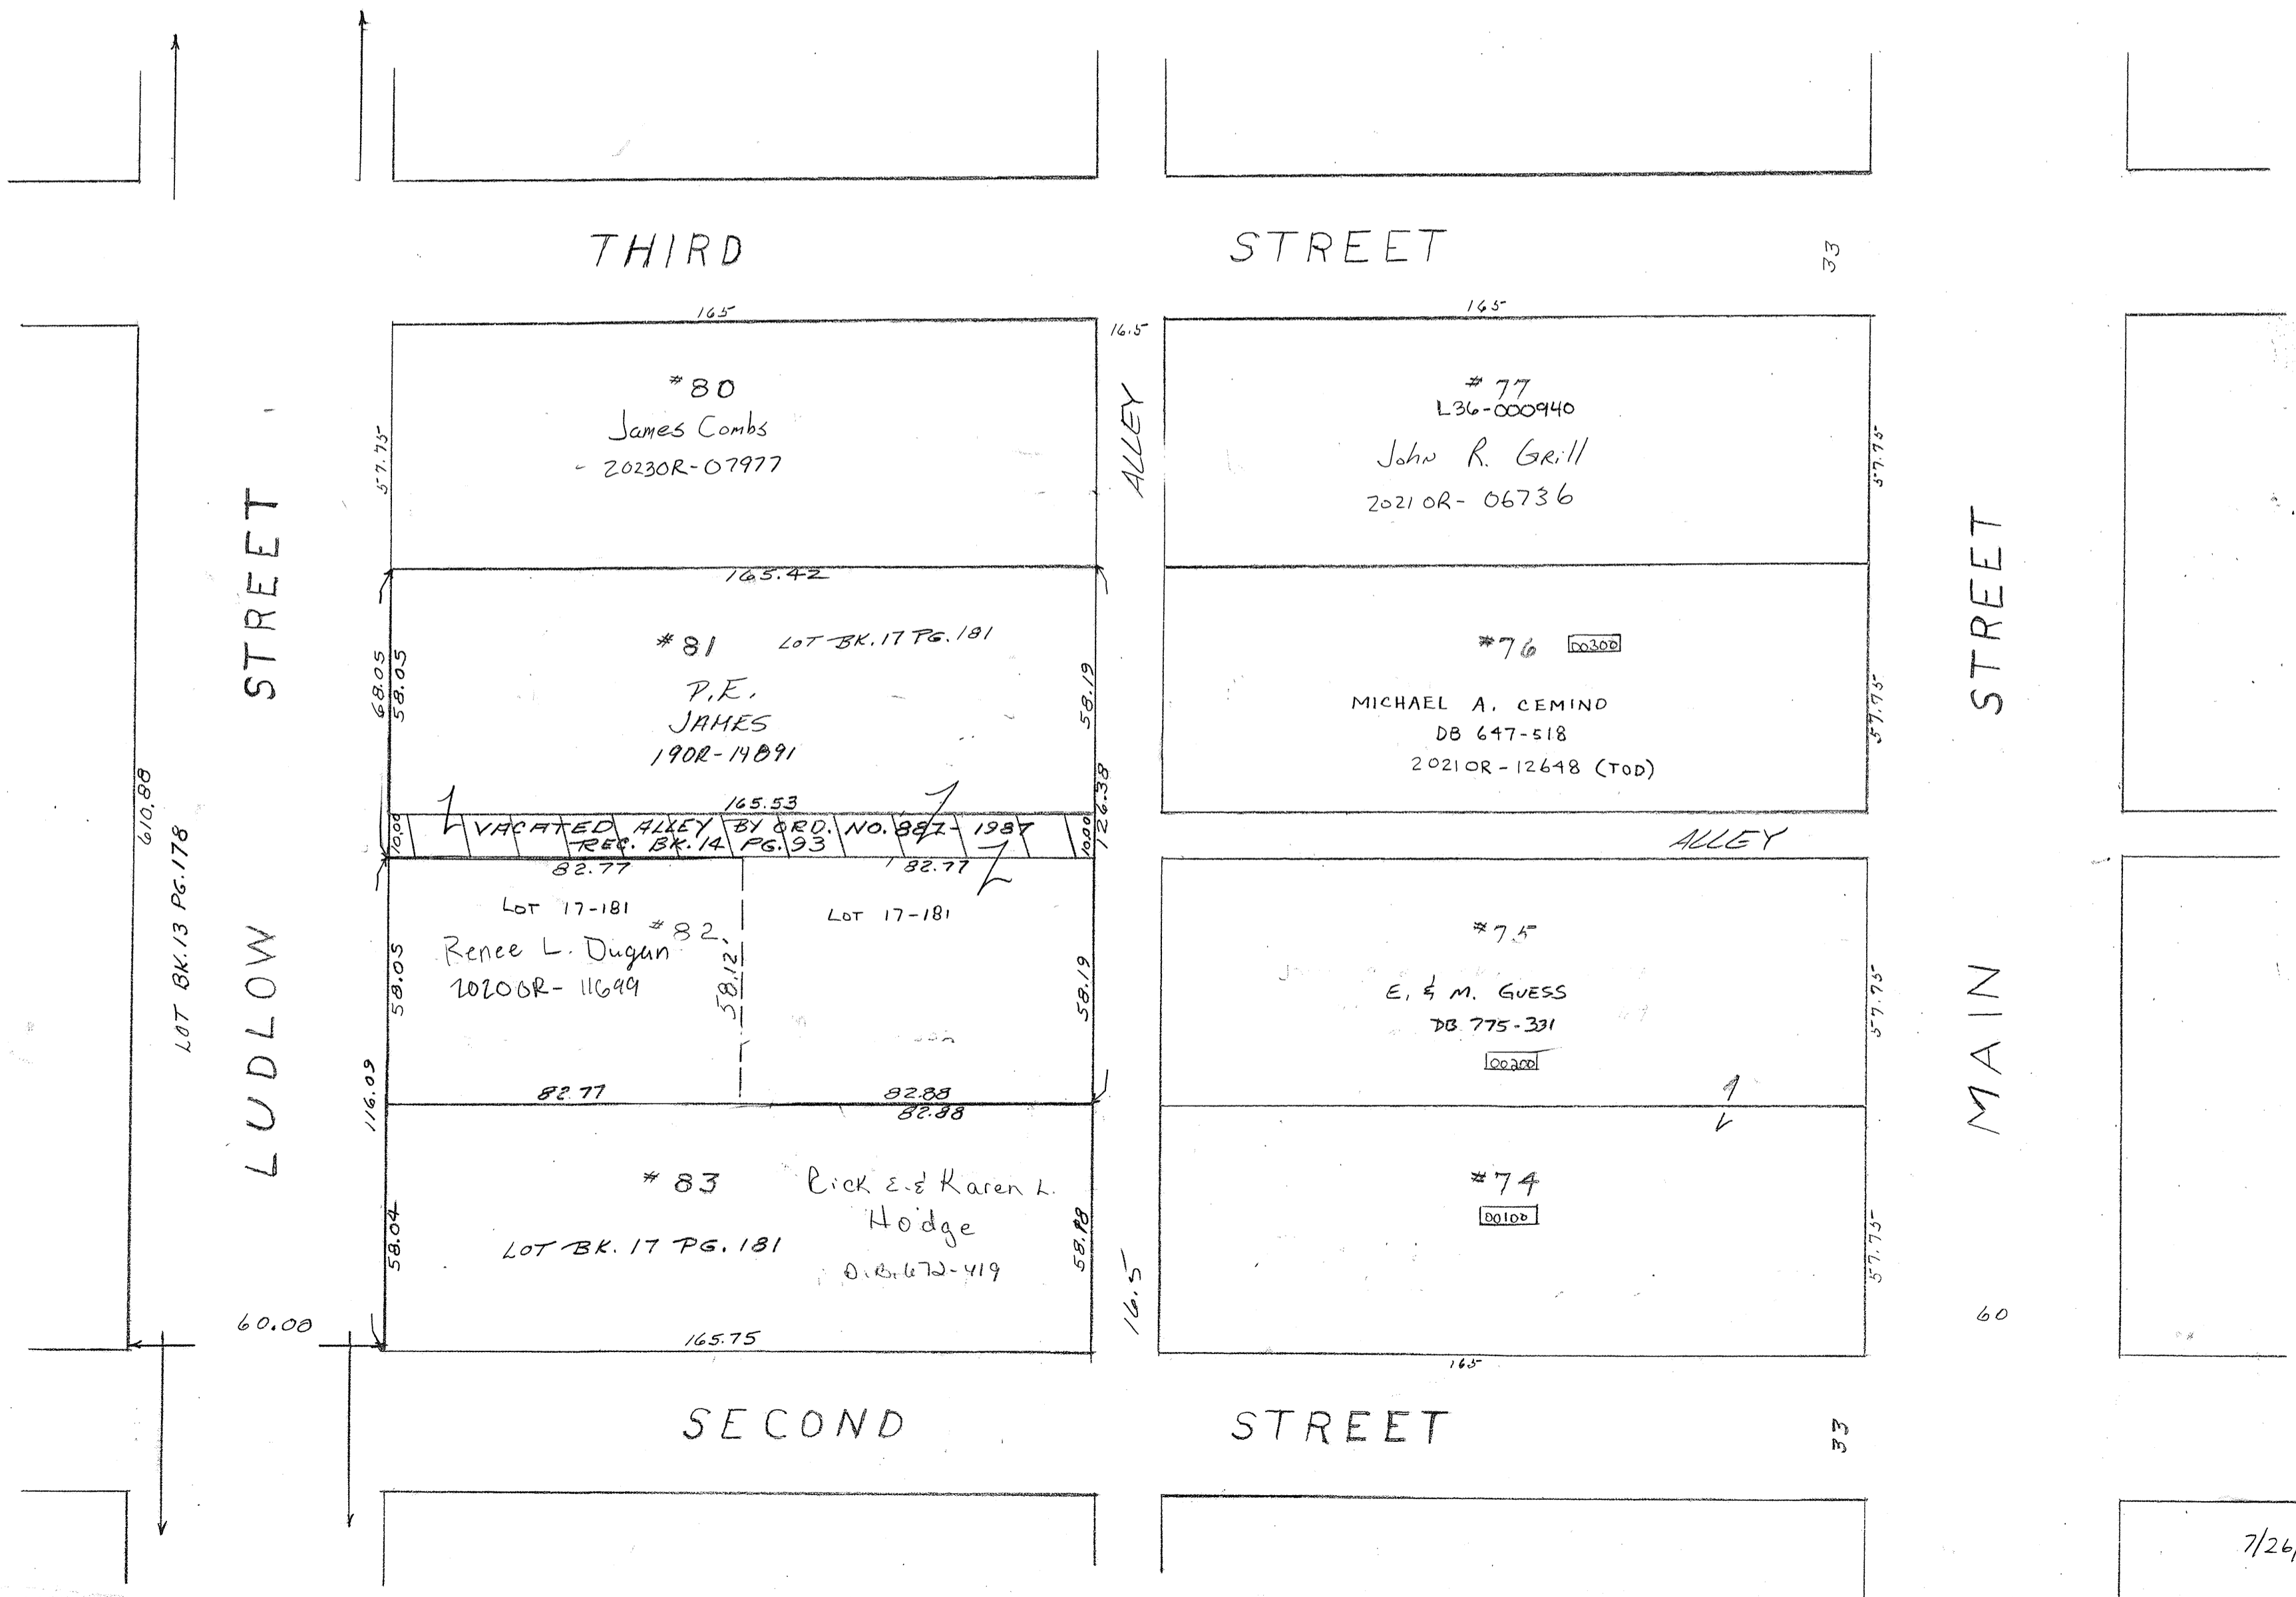 THIRD STREET
33
165
16.5
165
#80
James Combs
2023OR-07977
57.75
ALLEY
# 77
L36-000940
John R. Grill
2021 OR- 06736
57.75
165.42
#81 LOT BK. 17 PG. 181
P.E.
JAMES
190R-14891
68.05
58.05
58.19
126.38
165.53
#76 00300
MICHAEL A. CEMINO
DB 647-518
2021OR-12648 (TOD)
57.75
10.00
VACATED ALLEY BY ORD. NO. 887-1987
REC. BK. 14 PG. 93
10.00
ALLEY
82.77
82.77
LOT 17-181
#82
Renee L. Dugan
2020OR- 11699
58.05
58.12'
LOT 17-181
58.19
82.77
82.88
#75
E. & M. GUESS
DB 775-331
00200
57.75
82.88
116.09
# 83
Rick E. & Karen L.
Hodge
D.B. 672-419
LOT BK. 17 PG. 181
58.04
165.75
16.5
#74
00100
57.75
165
60.00
60
610.88
LOT BK. 13 PG. 178
LUDLOW STREET
MAIN STREET
SECOND STREET
33
7/26/